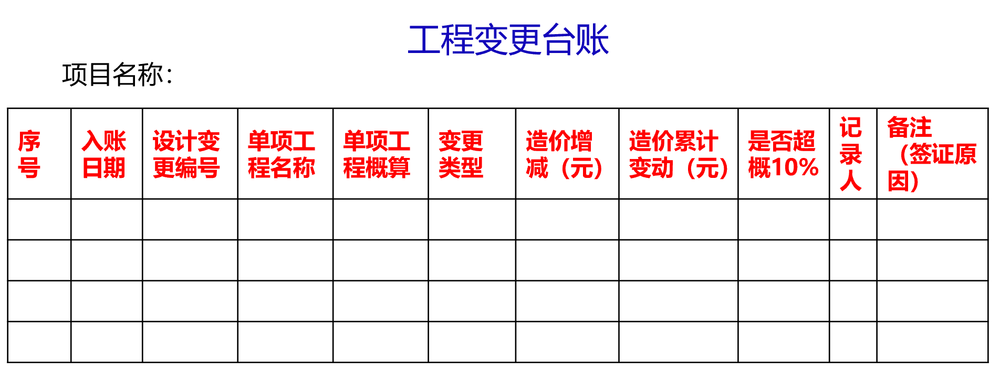 工程变更台账
项目名称：
序
号
入账
日期
设计变
更编号
单项工
程名称
单项工
程概算
变更
类型
造价增
减（元）
造价累计
变动（元）
是否超
概10%
记
录
人
备注
（签证原
因）